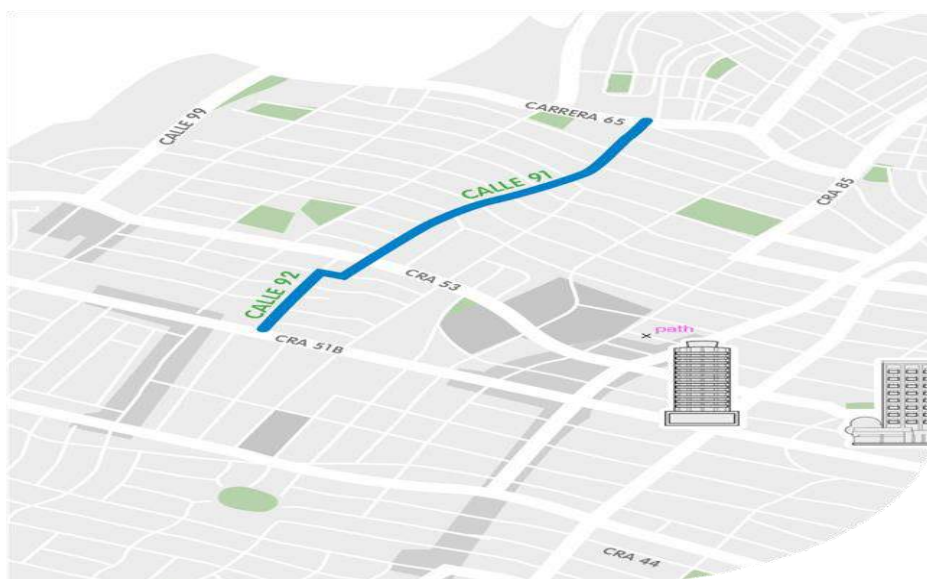 CARRERA 65
CALLE 99
CALLE 91
CRA 85
CALLE 92
CRA 53
path
CRA 51B
CRA 44